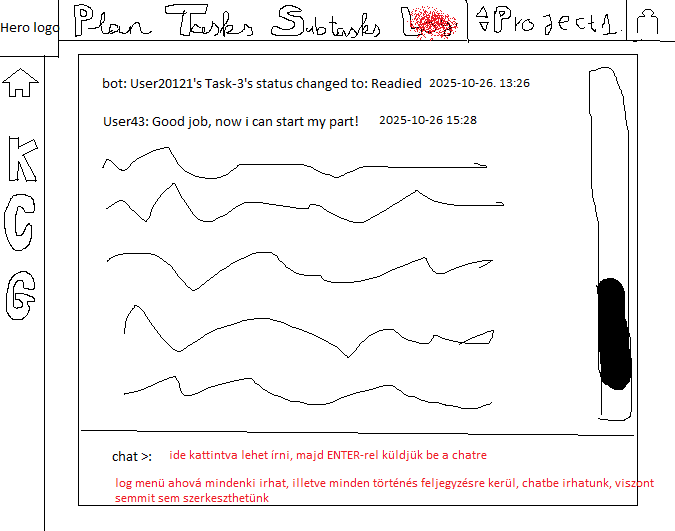 Hero logo Plan Tasks Subtasks Log Project1.
K
C
G
bot: User20121's Task-3's status changed to: Readied 2025-10-26. 13:26
User43: Good job, now i can start my part! 2025-10-26 15:28
chat >: ide kattintva lehet írni, majd ENTER-rel küldjük be a chatre
log menü ahová mindenki irhat, illetve minden történés feljegyzésre kerül, chatbe irhatunk, viszont
semmit sem szerkeszthetünk